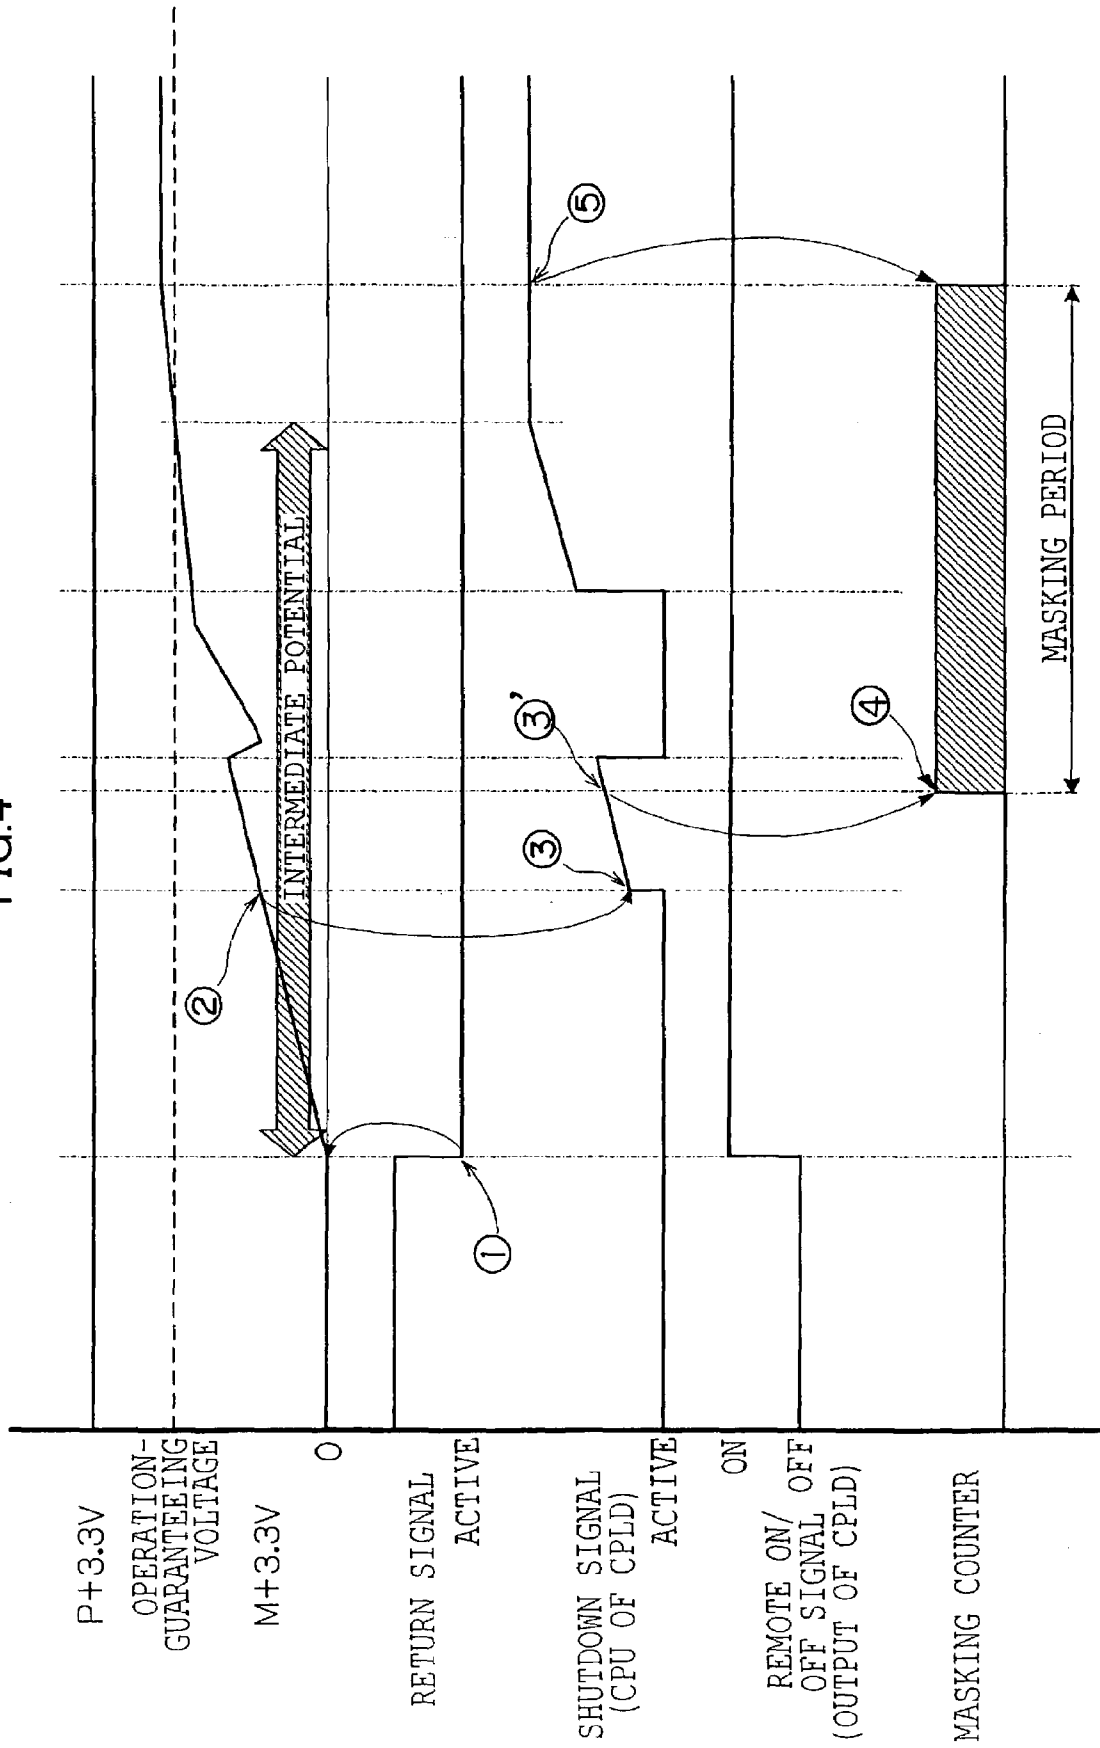 FIG.4
P+3.3V
OPERATION-
GUARANTEEING
VOLTAGE
M+3.3V
0
RETURN SIGNAL
ACTIVE
SHUTDOWN SIGNAL
(CPU OF CPLD)
ACTIVE
ON
REMOTE ON/
OFF SIGNAL OFF
(OUTPUT OF CPLD)
MASKING COUNTER
INTERMEDIATE POTENTIAL
①
②
③
③'
④
⑤
MASKING PERIOD